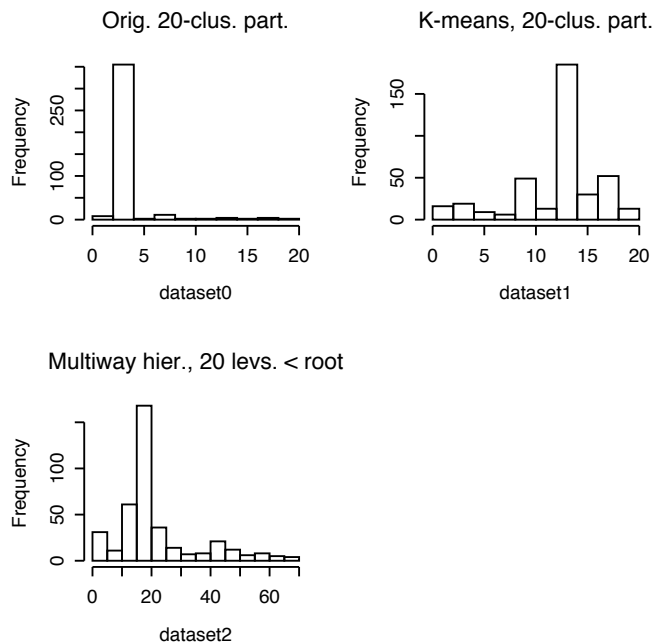 Orig. 20-clus. part.
Frequency
0
100
250
0 5 10 15 20
dataset0
K-means, 20-clus. part.
Frequency
0
50
150
0 5 10 15 20
dataset1
Multiway hier., 20 levs. < root
Frequency
0
50
100
0 20 40 60
dataset2